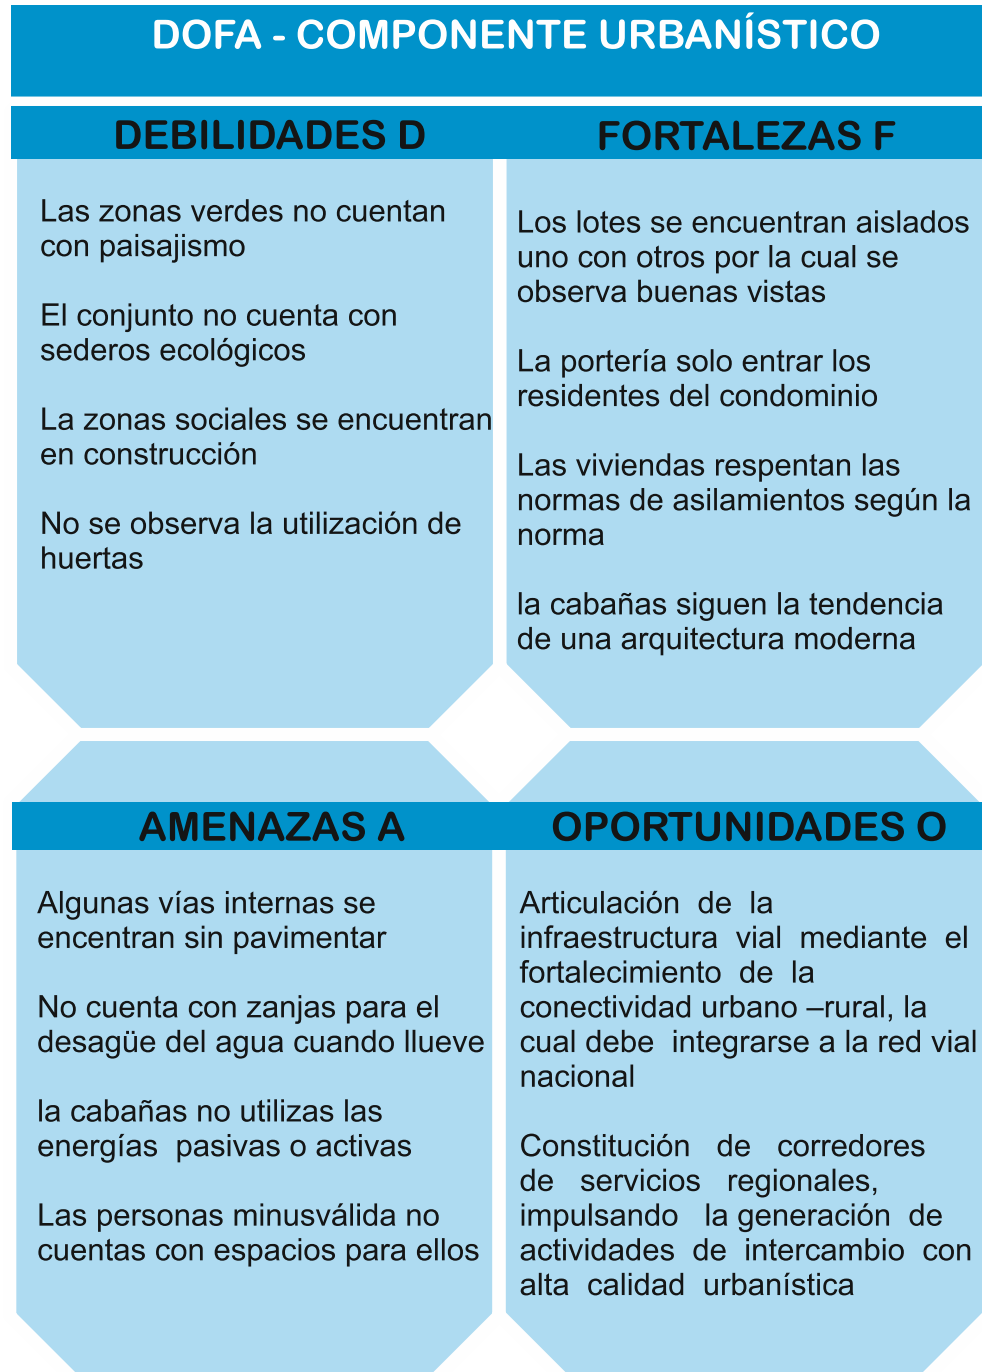 DOFA - COMPONENTE URBANÍSTICO
DEBILIDADES D
Las zonas verdes no cuentan
con paisajismo
El conjunto no cuenta con
sederos ecológicos
La zonas sociales se encuentran
en construcción
No se observa la utilización de
huertas
FORTALEZAS F
Los lotes se encuentran aislados
uno con otros por la cual se
observa buenas vistas
La portería solo entrar los
residentes del condominio
Las viviendas respentan las
normas de asilamientos según la
norma
la cabañas siguen la tendencia
de una arquitectura moderna
AMENAZAS A
Algunas vías internas se
encentran sin pavimentar
No cuenta con zanjas para el
desagüe del agua cuando llueve
la cabañas no utilizas las
energías pasivas o activas
Las personas minusválida no
cuentas con espacios para ellos
OPORTUNIDADES O
Articulación de la
infraestructura vial mediante el
fortalecimiento de la
conectividad urbano –rural, la
cual debe integrarse a la red vial
nacional
Constitución de corredores
de servicios regionales,
impulsando la generación de
actividades de intercambio con
alta calidad urbanística